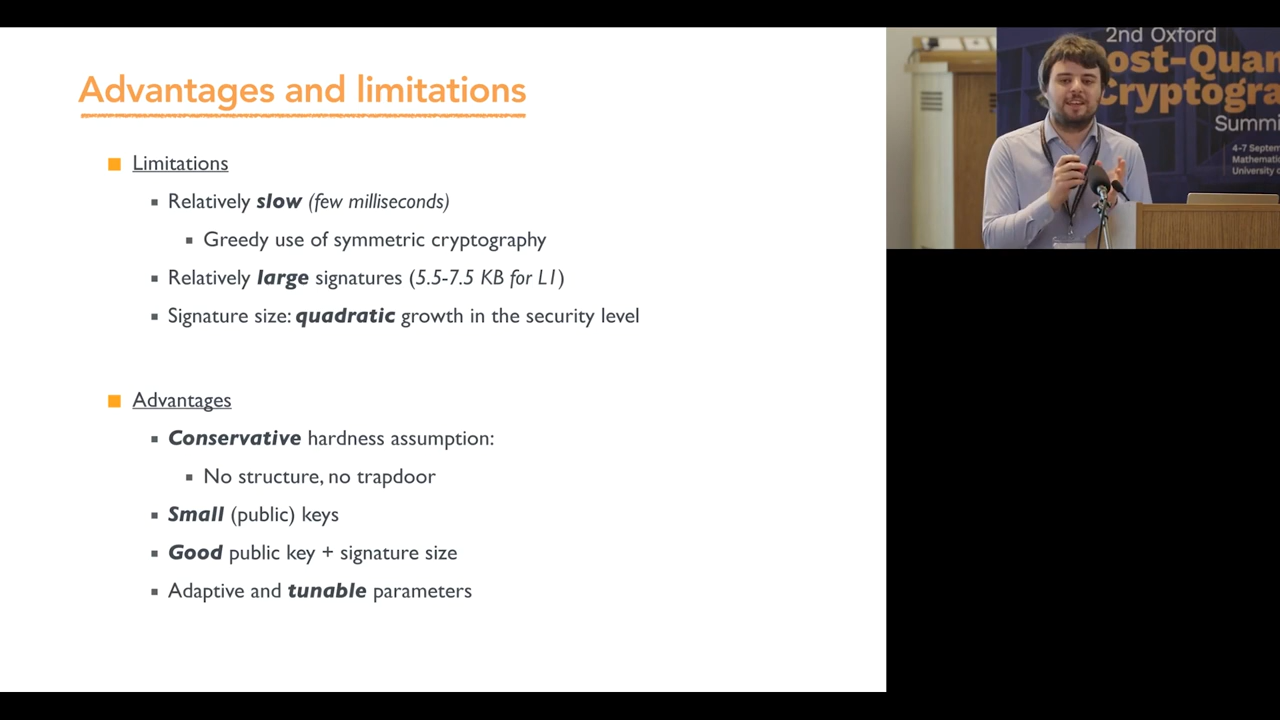 Advantages and limitations
Limitations
Relatively slow (few milliseconds)
Greedy use of symmetric cryptography
Relatively large signatures (5.5-7.5 KB for L1)
Signature size: quadratic growth in the security level
Advantages
Conservative hardness assumption:
No structure, no trapdoor
Small (public) keys
Good public key + signature size
Adaptive and tunable parameters
2nd Oxford
ost-Quan
Cryptogra
Summi
4-7 Septem
Mathematic
University o